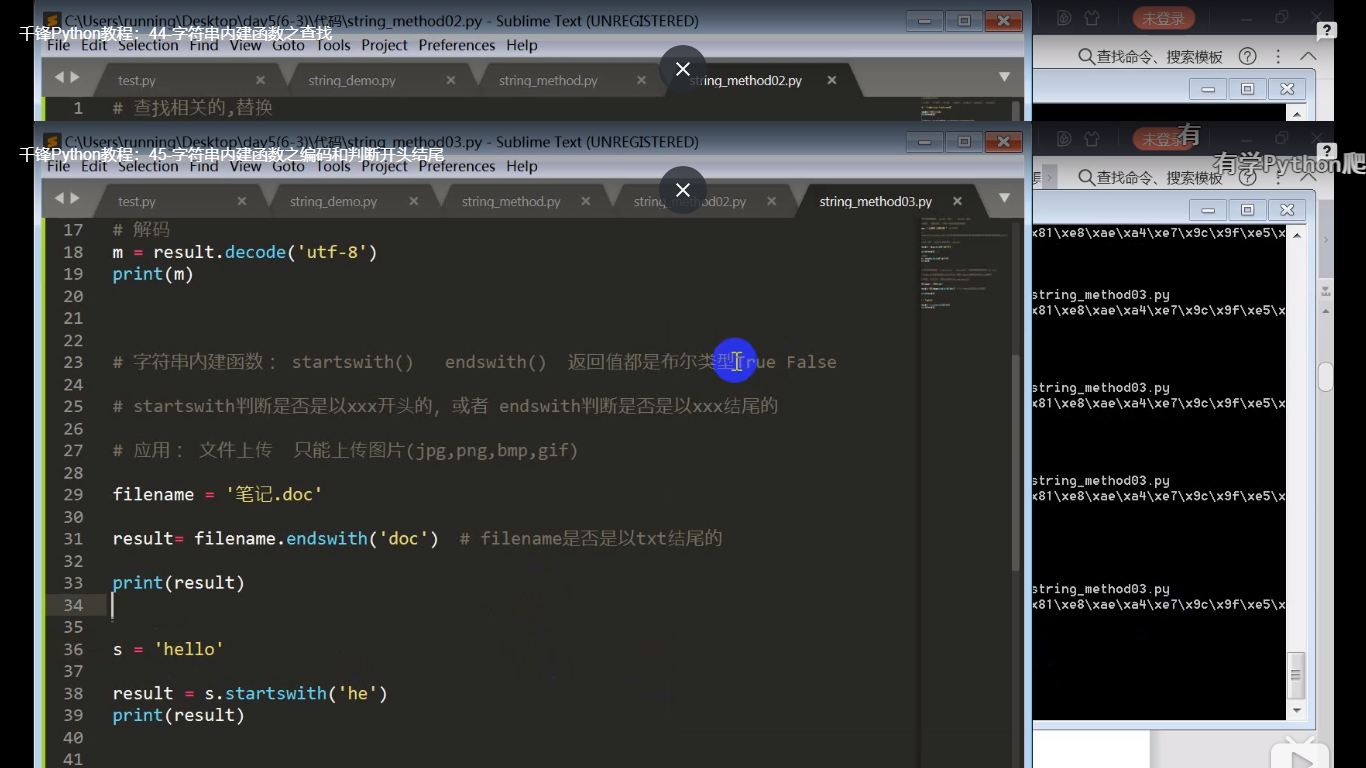 C:\Users\running\Desktop\day5(6-3)\代码\string_method02.py - Sublime Text (UNREGISTERED)
千锋Python教程：44-字符串内建函数之查找
File Edit Selection Find View Goto Tools Project Preferences Help
未登录
查找命令、搜索模板
test.py
string_demo.py
string_method.py
string_method02.py
1 # 查找相关的,替换
C:\Users\running\Desktop\day5(6-3)\代码\string_method03.py - Sublime Text (UNREGISTERED)
千锋Python教程：45-字符串内建函数之编码和判断开头结尾
File Edit Selection Find View Goto Tools Project Preferences Help
未登录
有
有学Python爬
查找命令、搜索模板
test.py
string_demo.py
string_method.py
string_method02.py
string_method03.py
17 # 解码
18 m = result.decode('utf-8')
19 print(m)
20
21
22
23 # 字符串内建函数： startswith() endswith() 返回值都是布尔类型True False
24
25 # startswith判断是否是以xxx开头的，或者 endswith判断是否是以xxx结尾的
26
27 # 应用： 文件上传 只能上传图片(jpg,png,bmp,gif)
28
29 filename = '笔记.doc'
30
31 result= filename.endswith('doc') # filename是否是以txt结尾的
32
33 print(result)
34
35
36 s = 'hello'
37
38 result = s.startswith('he')
39 print(result)
40
41
x81\xe8\xae\xa4\xe7\x9c\x9f\xe5\x
string_method03.py
x81\xe8\xae\xa4\xe7\x9c\x9f\xe5\x
string_method03.py
x81\xe8\xae\xa4\xe7\x9c\x9f\xe5\x
string_method03.py
x81\xe8\xae\xa4\xe7\x9c\x9f\xe5\x
string_method03.py
x81\xe8\xae\xa4\xe7\x9c\x9f\xe5\x